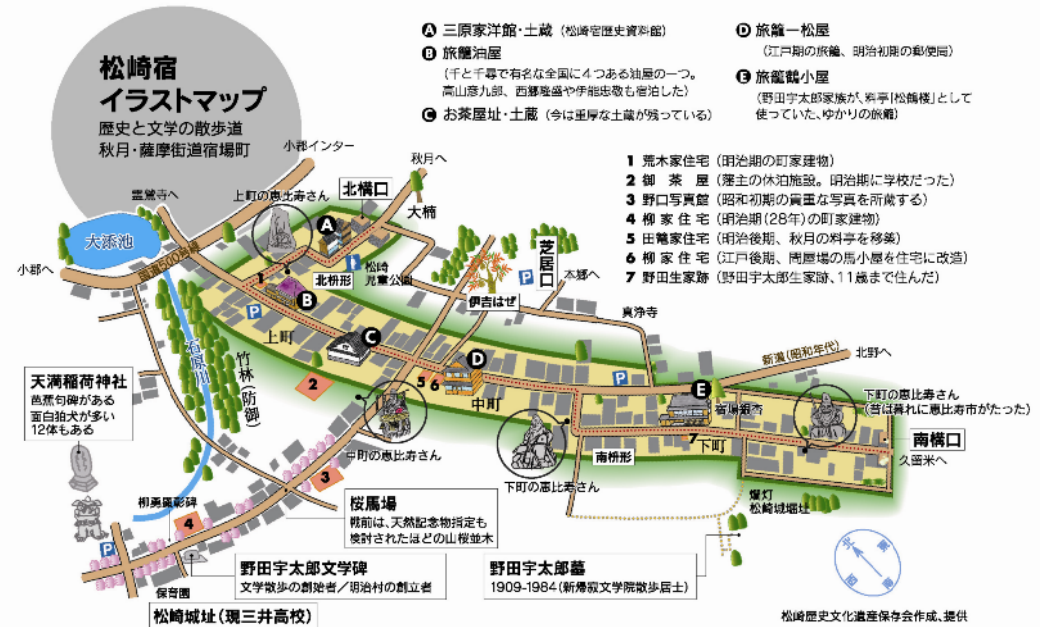 松崎宿
イラストマップ
歴史と文学の散歩道
秋月・薩摩街道宿場町
A 三原家洋館・土蔵(松崎宿歴史資料館)
B 旅籠油屋
(千と千尋で有名な全国に4つある油屋の一つ。
高山彦九郎、西郷隆盛や伊能忠敬も宿泊した)
C お茶屋址・土蔵(今は重厚な土蔵が残っている)
D 旅籠一松屋
(江戸期の旅籠、明治初期の郵便局)
E 旅籠鶴小屋
(野田宇太郎家族が、料亭「松鶴楼」として
使っていた、ゆかりの旅籠)
1 荒木家住宅(明治期の町家建物)
2 御茶屋(藩主の休泊施設。明治期に学校だった)
3 野口写真館(昭和初期の貴重な写真を所蔵する)
4 柳家住宅(明治期(28年)の町家建物)
5 田篭家住宅(明治後期、秋月の料亭を移築)
6 柳家住宅(江戸後期、問屋場の馬小屋を住宅に改造)
7 野田生家跡(野田宇太郎生家跡、11歳まで住んだ)
小郡インター
秋月へ
霊鷲寺へ
上町の恵比寿さん
北構口
大楠
大添池
国道500号線
小郡へ
A
松崎
児童公園
北枡形
1
B
P
上町
C
石原川
竹林(防御)
2
伊吉はぜ
芝居口
P
本郷へ
真浄寺
D
5
6
中町
中町の恵比寿さん
P
新道(昭和年代)
北野へ
E
宿場銀杏
7
下町
下町の恵比寿さん
(昔は暮れに恵比寿市がたった)
南構口
久留米へ
南枡形
下町の恵比寿さん
燈灯
松崎城堀址
天満稲荷神社
芭蕉句碑がある
面白狛犬が多い
12体もある
3
柳勇顕彰碑
4
P
保育園
桜馬場
戦前は、天然記念物指定も
検討されたほどの山桜並木
野田宇太郎文学碑
文学散歩の創始者/明治村の創立者
松崎城址(現三井高校)
野田宇太郎墓
1909-1984(新帰寂文学院散歩居士)
北
東
南
西
松崎歴史文化遺産保存会作成、提供